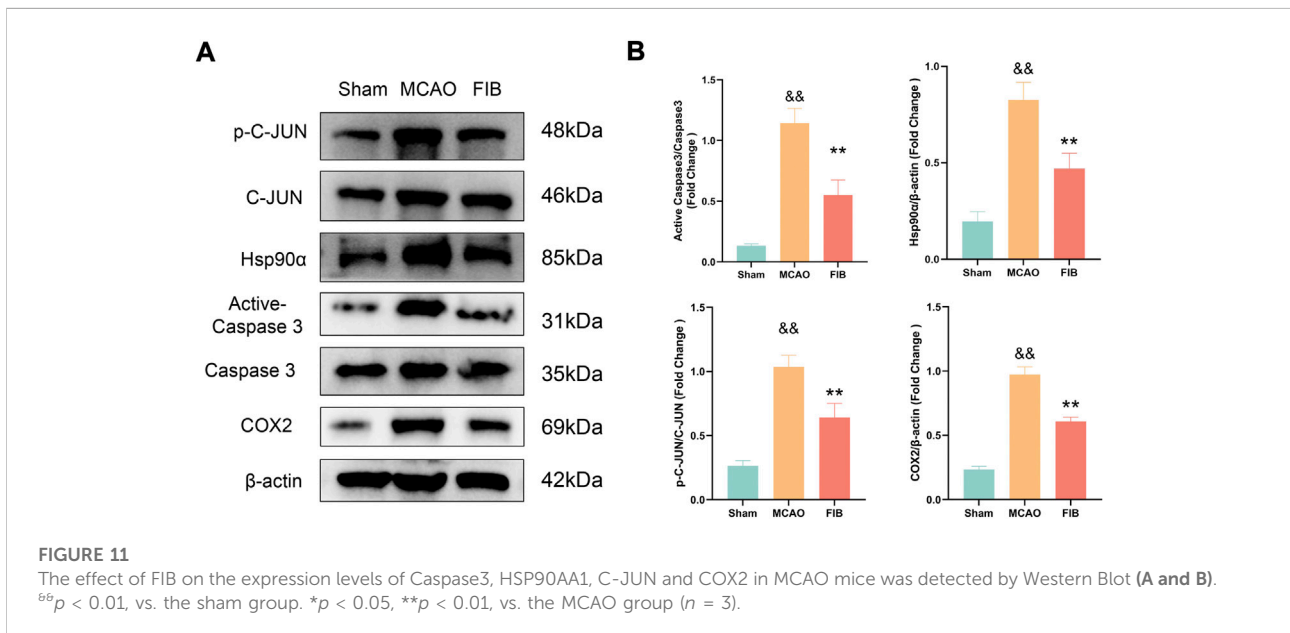 A
Sham MCAO FIB
p-C-JUN 48kDa
C-JUN 46kDa
Hsp90α 85kDa
Active-
Caspase 3 31kDa
Caspase 3 35kDa
COX2 69kDa
β-actin 42kDa
B
Active Caspase3/Caspase3
(Fold Change)
1.5
1.0
0.5
0.0
&&
**
Sham MCAO FIB
Hsp90α/β-actin (Fold Change )
1.0
0.5
0.0
&&
**
Sham MCAO FIB
p-C-JUN/C-JUN (Fold Change )
1.5
1.0
0.5
0.0
&&
**
Sham MCAO FIB
COX2/β-actin (Fold Change )
1.5
1.0
0.5
0.0
&&
**
Sham MCAO FIB
FIGURE 11
The effect of FIB on the expression levels of Caspase3, HSP90AA1, C-JUN and COX2 in MCAO mice was detected by Western Blot (A and B).
&&p < 0.01, vs. the sham group. *p < 0.05, **p < 0.01, vs. the MCAO group (n = 3).